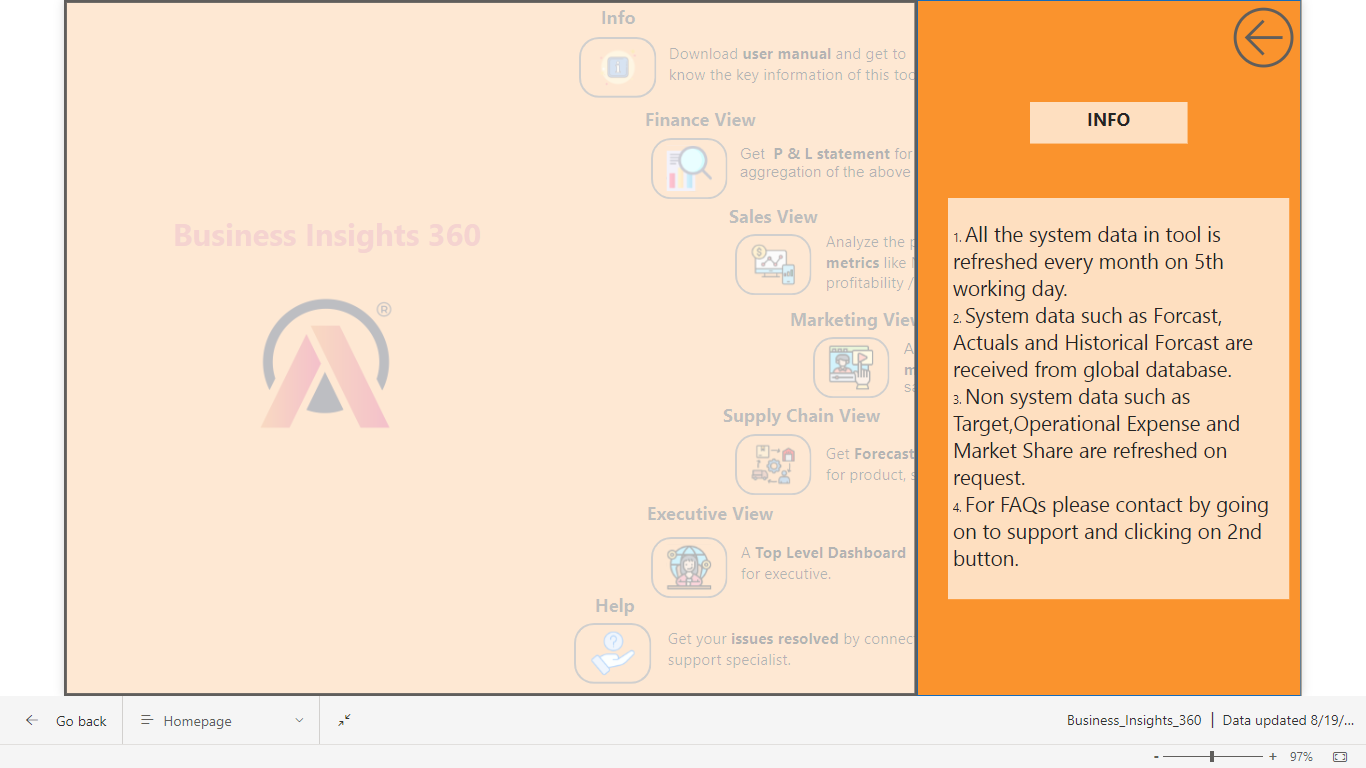 Info
Download user manual and get to
know the key information of this too
Finance View
Get P & L statement for
aggregation of the above
Sales View
Analyze the p
metrics like
profitability /
Business Insights 360
®
Marketing View
A
m
sa
Supply Chain View
Get Forecast
for product, s
Executive View
A Top Level Dashboard
for executive.
Help
Get your issues resolved by connec
support specialist.
INFO
1. All the system data in tool is
refreshed every month on 5th
working day.
2. System data such as Forcast,
Actuals and Historical Forcast are
received from global database.
3. Non system data such as
Target,Operational Expense and
Market Share are refreshed on
request.
4. For FAQs please contact by going
on to support and clicking on 2nd
button.
Go back
Homepage
Business_Insights_360 | Data updated 8/19/...
- + 97%